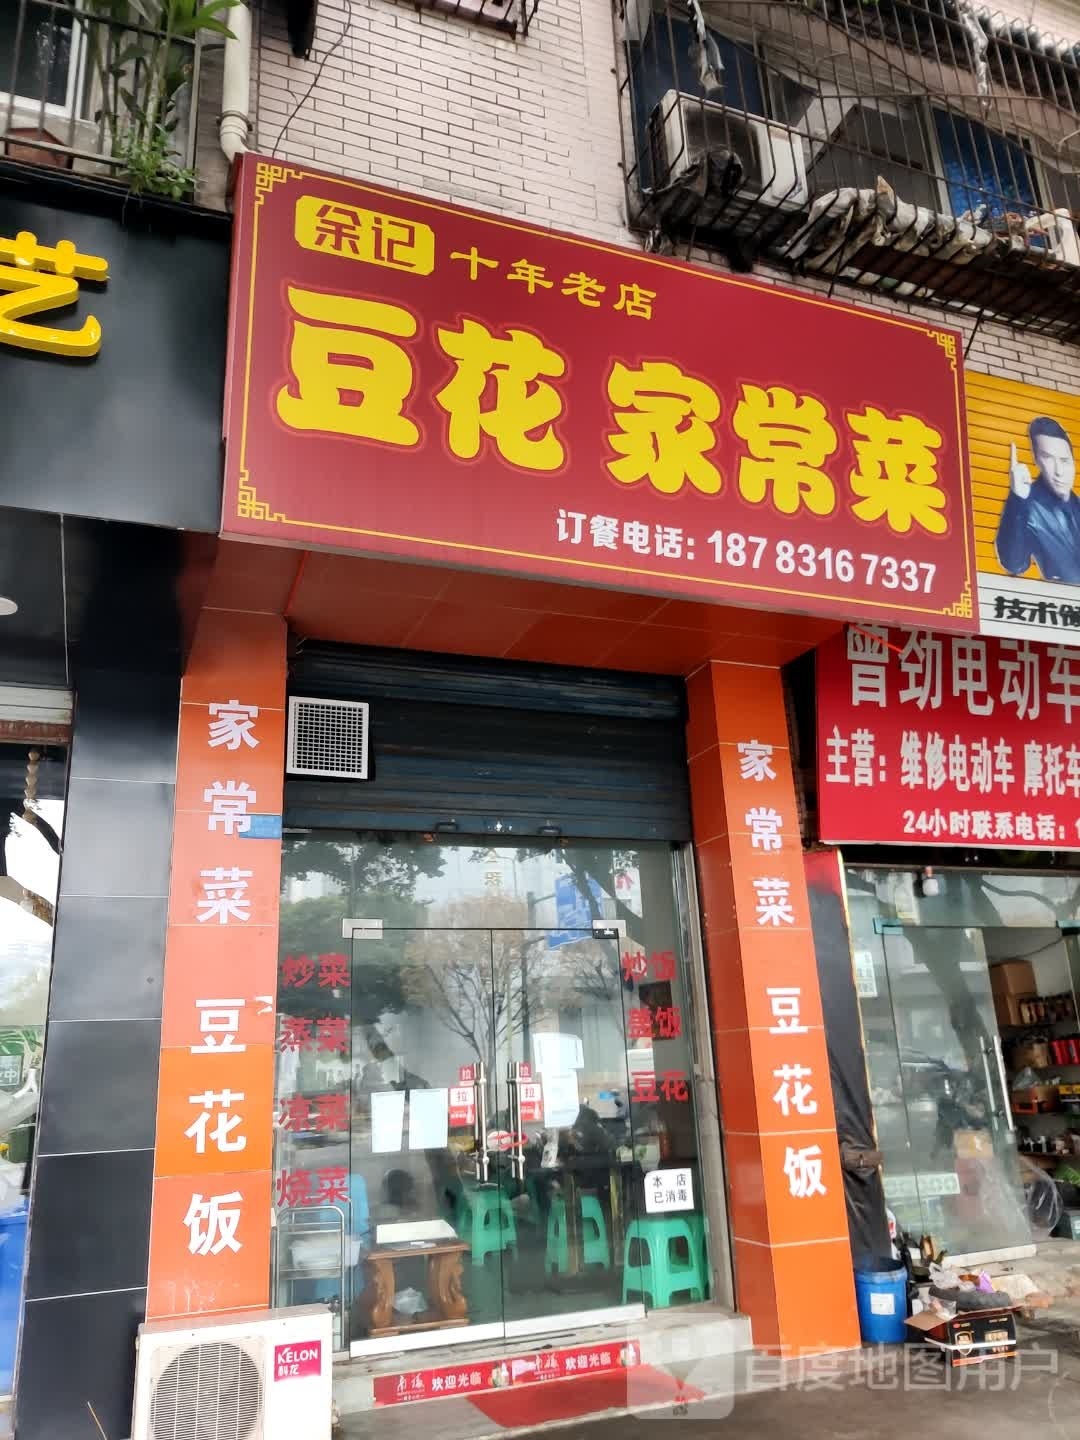 艺
余记 十年老店
豆花 家常菜
订餐电话：187 8316 7337
技术
曾劲电动车
主营：维修电动车 摩托车
24小时联系电话：1
家常菜 豆花饭
家常菜 豆花饭
炒菜
蒸菜
凉菜
烧菜
炒饭
盛饭
豆花
拉
拉
拉
拉
本店
已消毒
KELON
科龙
欢迎光临
欢迎光临
百度地图用户